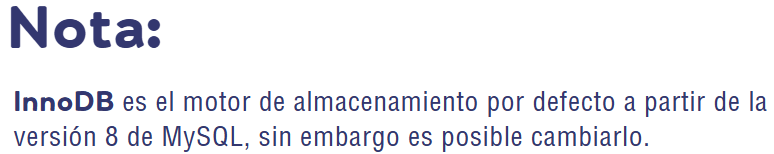 Nota:
InnoDB es el motor de almacenamiento por defecto a partir de la
versión 8 de MySQL, sin embargo es posible cambiarlo.